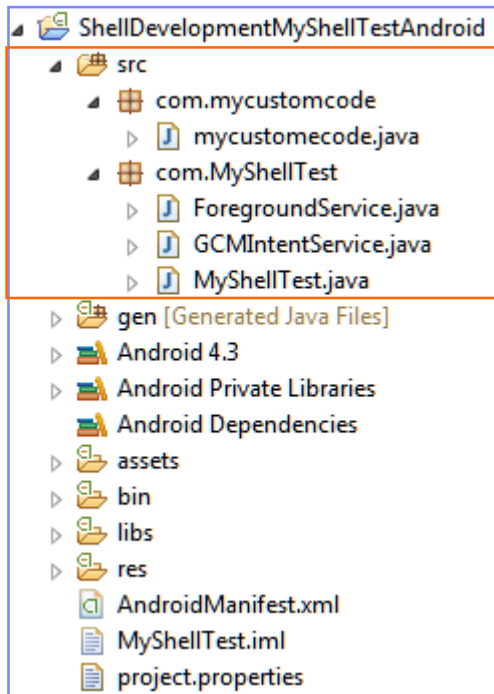 ShellDevelopmentMyShellTestAndroid
src
com.mycustomcode
mycustomecode.java
com.MyShellTest
ForegroundService.java
GCMIntentService.java
MyShellTest.java
gen [Generated Java Files]
Android 4.3
Android Private Libraries
Android Dependencies
assets
bin
libs
res
AndroidManifest.xml
MyShellTest.iml
project.properties